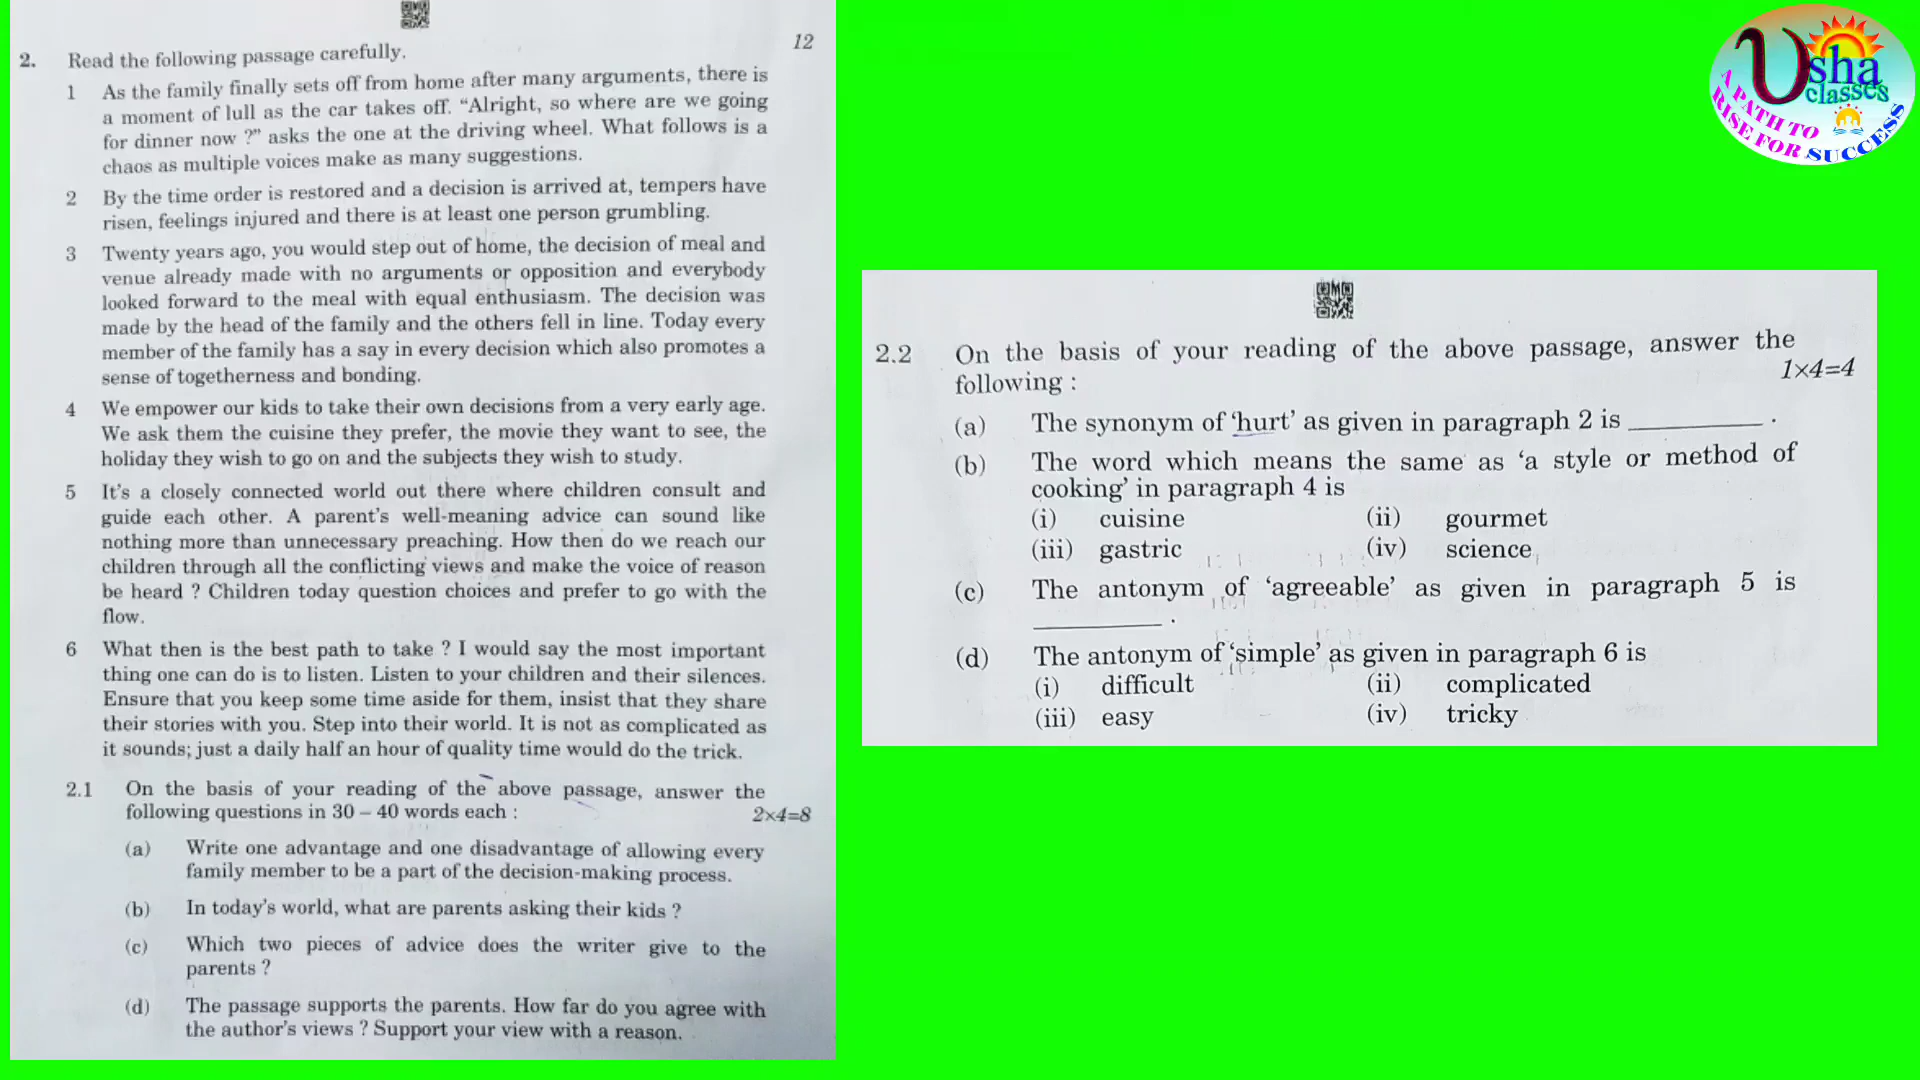 12
2. Read the following passage carefully.
1 As the family finally sets off from home after many arguments, there is
a moment of lull as the car takes off. “Alright, so where are we going
for dinner now ?” asks the one at the driving wheel. What follows is a
chaos as multiple voices make as many suggestions.
2 By the time order is restored and a decision is arrived at, tempers have
risen, feelings injured and there is at least one person grumbling.
3 Twenty years ago, you would step out of home, the decision of meal and
venue already made with no arguments or opposition and everybody
looked forward to the meal with equal enthusiasm. The decision was
made by the head of the family and the others fell in line. Today every
member of the family has a say in every decision which also promotes a
sense of togetherness and bonding.
4 We empower our kids to take their own decisions from a very early age.
We ask them the cuisine they prefer, the movie they want to see, the
holiday they wish to go on and the subjects they wish to study.
5 It’s a closely connected world out there where children consult and
guide each other. A parent’s well-meaning advice can sound like
nothing more than unnecessary preaching. How then do we reach our
children through all the conflicting views and make the voice of reason
be heard ? Children today question choices and prefer to go with the
flow.
6 What then is the best path to take ? I would say the most important
thing one can do is to listen. Listen to your children and their silences.
Ensure that you keep some time aside for them, insist that they share
their stories with you. Step into their world. It is not as complicated as
it sounds; just a daily half an hour of quality time would do the trick.
2.1 On the basis of your reading of the above passage, answer the
following questions in 30 – 40 words each : 2×4=8
(a) Write one advantage and one disadvantage of allowing every
family member to be a part of the decision-making process.
(b) In today’s world, what are parents asking their kids ?
(c) Which two pieces of advice does the writer give to the
parents ?
(d) The passage supports the parents. How far do you agree with
the author’s views ? Support your view with a reason.
Usha
classes
A PATH TO
RISE FOR SUCCESS
2.2 On the basis of your reading of the above passage, answer the
following : 1×4=4
(a) The synonym of ‘hurt’ as given in paragraph 2 is ________ .
(b) The word which means the same as ‘a style or method of
cooking’ in paragraph 4 is
(i) cuisine (ii) gourmet
(iii) gastric (iv) science
(c) The antonym of ‘agreeable’ as given in paragraph 5 is
________ .
(d) The antonym of ‘simple’ as given in paragraph 6 is
(i) difficult (ii) complicated
(iii) easy (iv) tricky